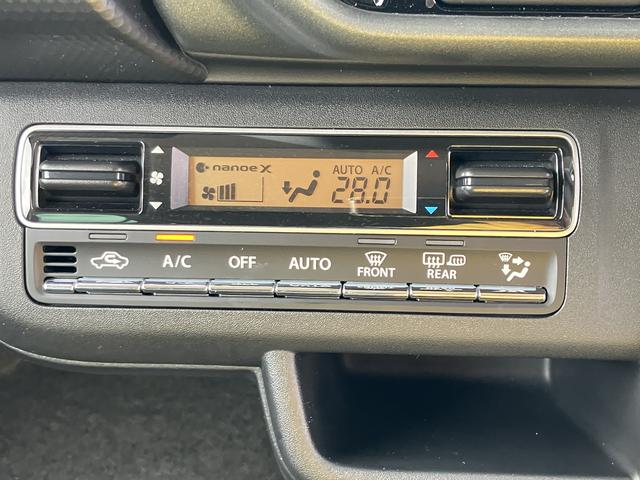 nanoe X
AUTO A/C
28.0
A/C OFF AUTO FRONT REAR